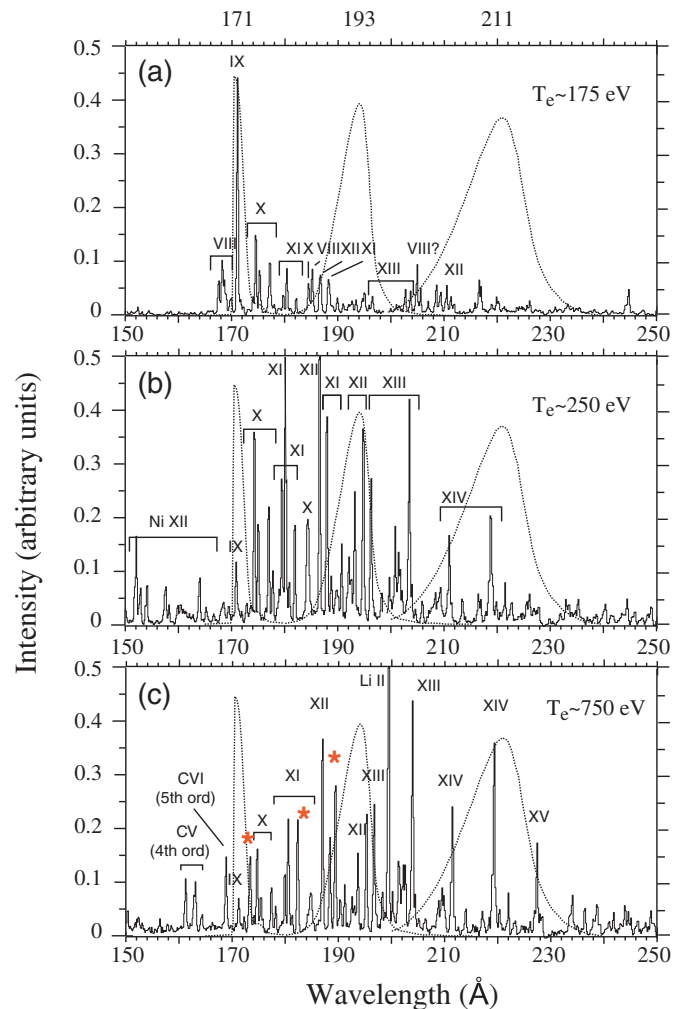 171 193 211
(a)
T_e~175 eV
IX
X
VIII
XI X VIII XII XI
VIII?
XIII
XII
0.5
0.4
0.3
0.2
0.1
0
150 170 190 210 230 250
(b)
T_e~250 eV
XI XII XI XII XIII
X
XI
X
XIV
Ni XII
IX
0.5
0.4
0.3
0.2
0.1
0
150 170 190 210 230 250
(c)
T_e~750 eV
Li II
XII
XIII
XIV
*
XI
XIII
XIV
CVI
(5th ord)
*
X
XII
XV
CV
(4th ord)
*
IX
0.5
0.4
0.3
0.2
0.1
0
150 170 190 210 230 250
Intensity (arbitrary units)
Wavelength (Å)